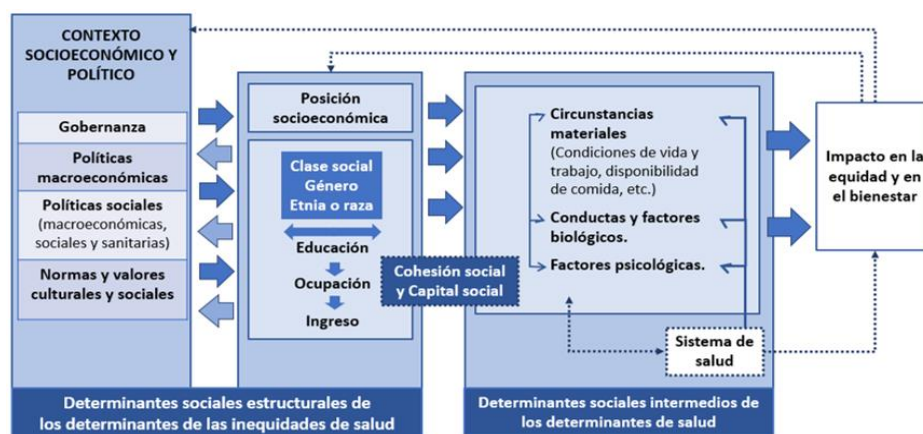 CONTEXTO
SOCIOECONÓMICO Y
POLÍTICO
Gobernanza
Políticas
macroeconómicas
Políticas sociales
(macroeconómicas,
sociales y sanitarias)
Normas y valores
culturales y sociales
Posición
socioeconómica
Clase social
Género
Etnia o raza
Educación
Ocupación
Ingreso
Cohesión social
y Capital social
Circunstancias
materiales
(Condiciones de vida y
trabajo, disponibilidad
de comida, etc.)
Conductas y factores
biológicos.
Factores psicológicas.
Sistema de
salud
Impacto en la
equidad y en
el bienestar
Determinantes sociales estructurales de
los determinantes de las inequidades de salud
Determinantes sociales intermedios de
los determinantes de salud